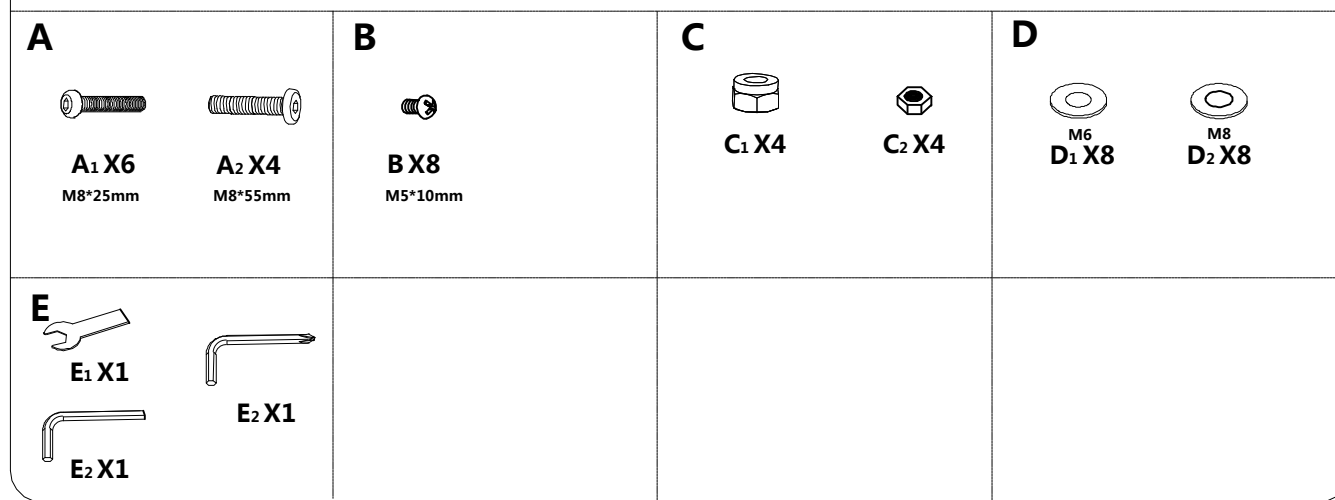 A
A1 X6
M8*25mm
A2 X4
M8*55mm
B
B X8
M5*10mm
C
C1 X4
C2 X4
D
M6
D1 X8
M8
D2 X8
E
E1 X1
E2 X1
E2 X1